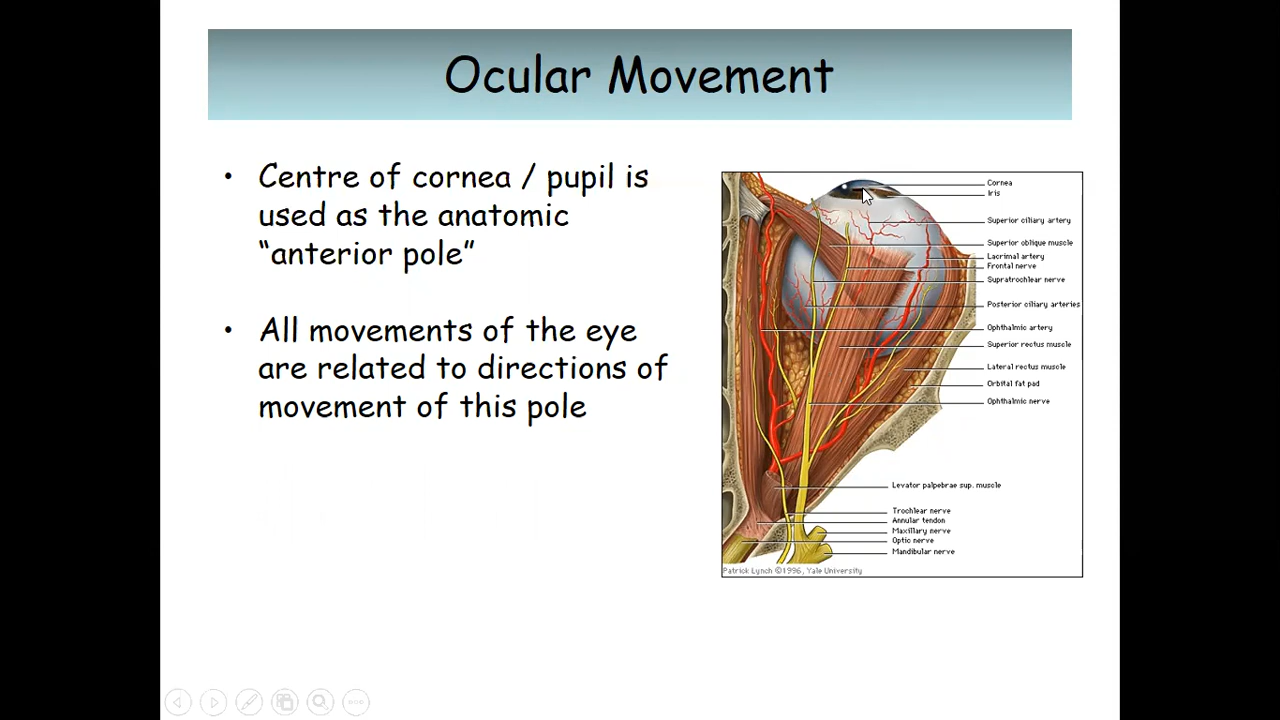 Ocular Movement
• Centre of cornea / pupil is
used as the anatomic
“anterior pole”
• All movements of the eye
are related to directions of
movement of this pole
Cornea
Iris
Superior ciliary artery
Superior oblique muscle
Lacrimal artery
Frontal nerve
Supratrochlear nerve
Posterior ciliary arteries
Ophthalmic artery
Superior rectus muscle
Lateral rectus muscle
Orbital fat pad
Ophthalmic nerve
Levator palpebrae sup. muscle
Trochlear nerve
Annular tendon
Maxillary nerve
Optic nerve
Mandibular nerve
Patrick Lynch ©1996, Yale University